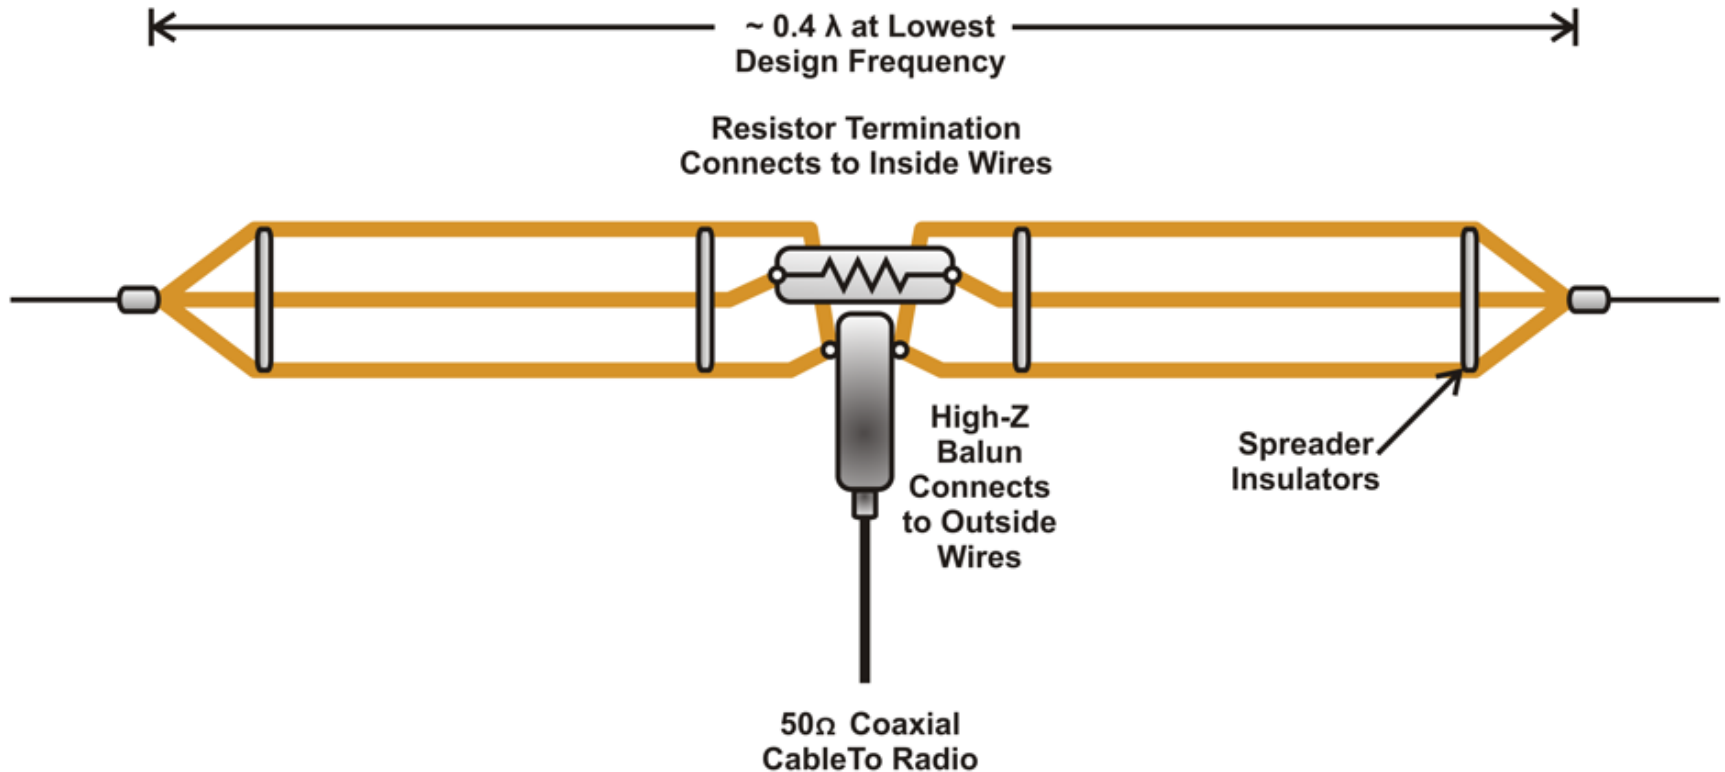 ~ 0.4 λ at Lowest
Design Frequency
Resistor Termination
Connects to Inside Wires
High-Z
Balun
Connects
to Outside
Wires
Spreader
Insulators
50Ω Coaxial
CableTo Radio